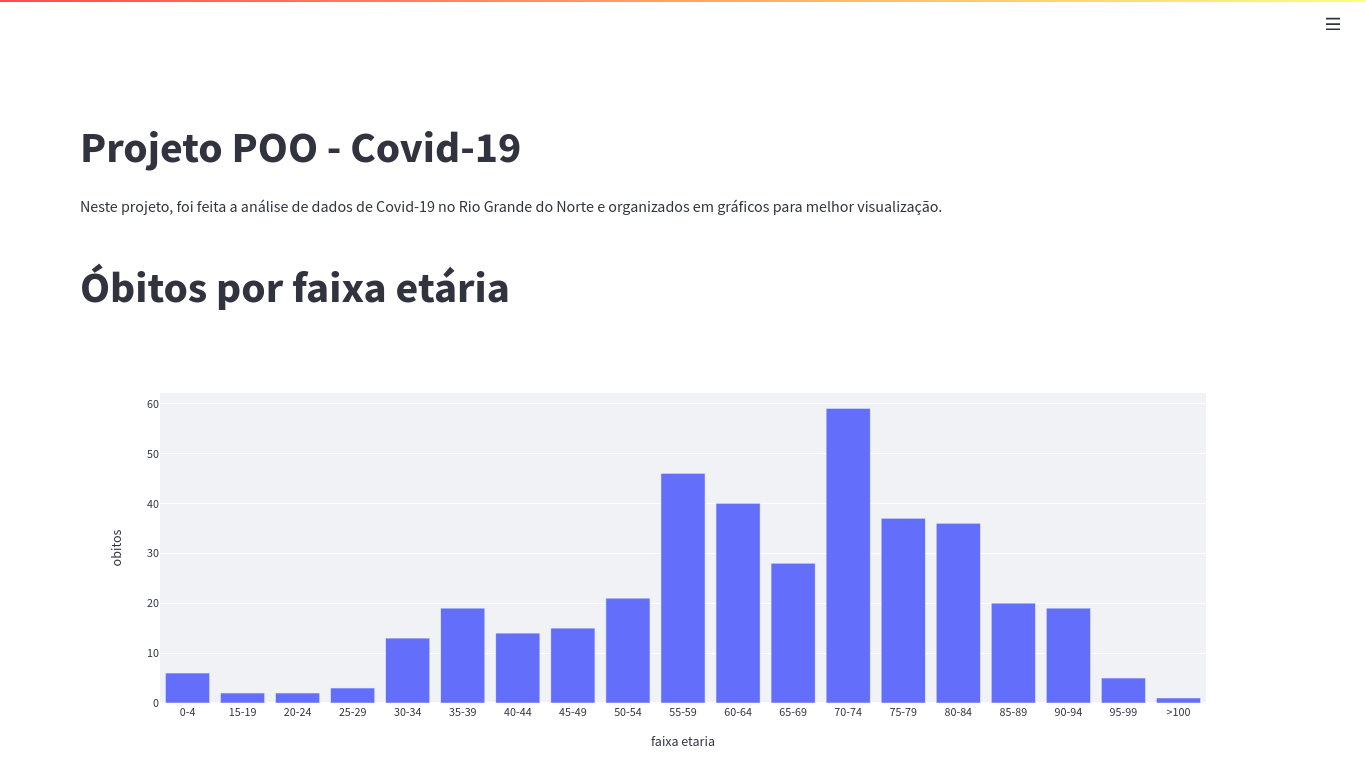 Projeto POO - Covid-19
Neste projeto, foi feita a análise de dados de Covid-19 no Rio Grande do Norte e organizados em gráficos para melhor visualização.
Óbitos por faixa etária
60
50
40
30
20
10
0
obitos
0-4 15-19 20-24 25-29 30-34 35-39 40-44 45-49 50-54 55-59 60-64 65-69 70-74 75-79 80-84 85-89 90-94 95-99 >100
faixa etaria